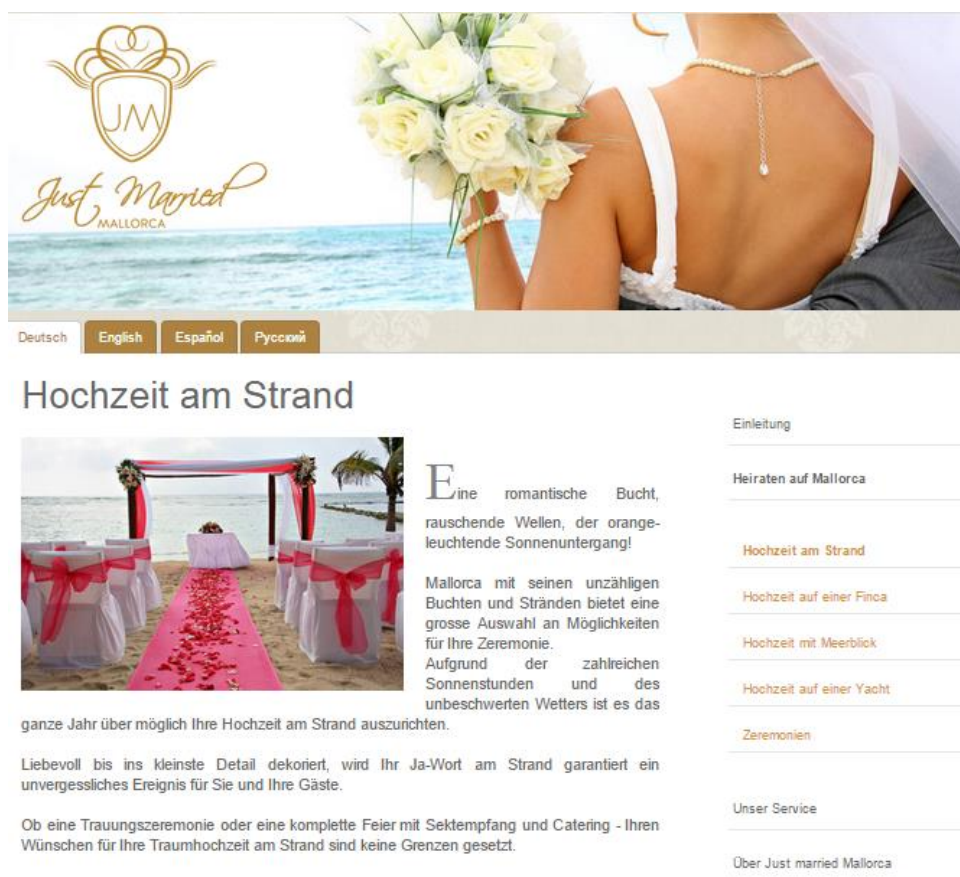 JM
Just Married
MALLORCA
Deutsch
English
Español
Русский
Hochzeit am Strand
Eine romantische Bucht,
rauschende Wellen, der orange-
leuchtende Sonnenuntergang!
Mallorca mit seinen unzähligen
Buchten und Stränden bietet eine
grosse Auswahl an Möglichkeiten
für Ihre Zeremonie.
Aufgrund der zahlreichen
Sonnenstunden und des
unbeschwerten Wetters ist es das
ganze Jahr über möglich Ihre Hochzeit am Strand auszurichten.
Liebevoll bis ins kleinste Detail dekoriert, wird Ihr Ja-Wort am Strand garantiert ein
unvergessliches Ereignis für Sie und Ihre Gäste.
Ob eine Trauungszeremonie oder eine komplette Feier mit Sektempfang und Catering - Ihren
Wünschen für Ihre Traumhochzeit am Strand sind keine Grenzen gesetzt.
Einleitung
Heiraten auf Mallorca
Hochzeit am Strand
Hochzeit auf einer Finca
Hochzeit mit Meerblick
Hochzeit auf einer Yacht
Zeremonien
Unser Service
Über Just married Mallorca